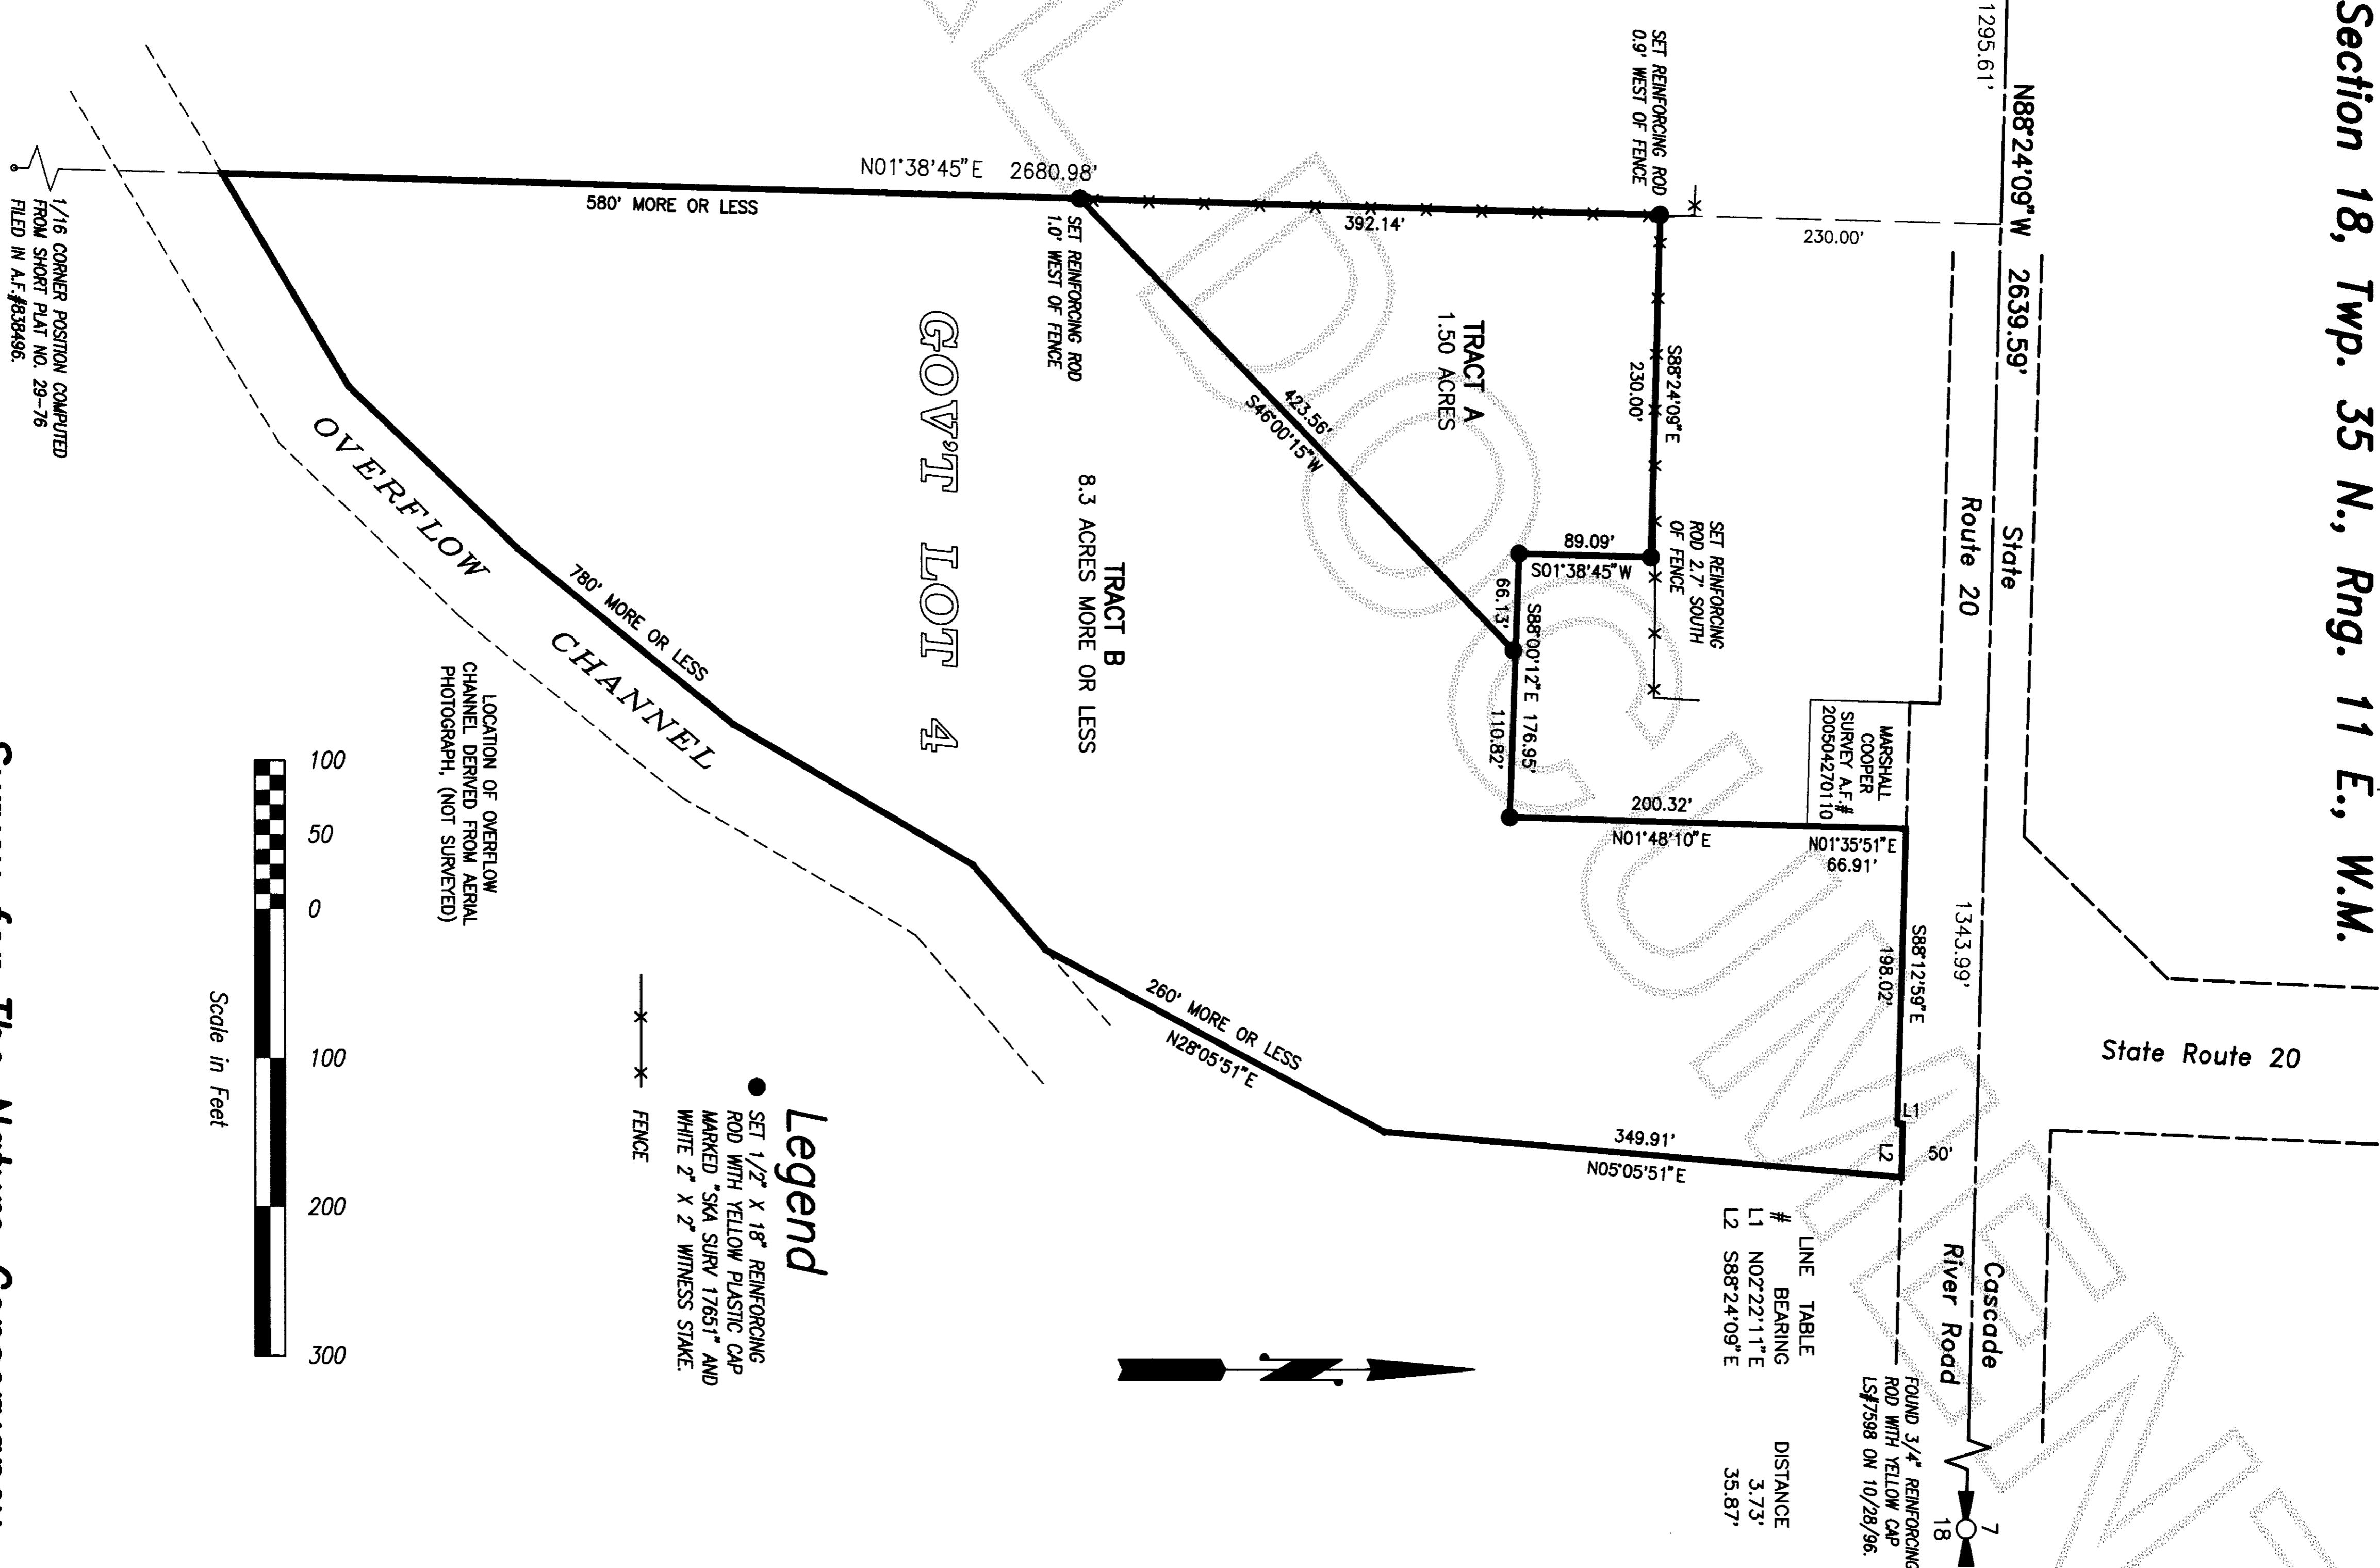 Section 18, Twp. 35 N., Rng. 11 E., W.M.
1295.61'
N88°24'09"W 2639.59'
State
Route 20
1343.99'
State Route 20
Cascade
River Road
7
18
FOUND 3/4" REINFORCING
ROD WITH YELLOW CAP
LS#7598 ON 10/28/96.
SET REINFORCING ROD
0.9' WEST OF FENCE
230.00'
S88°24'09"E
230.00'
SET REINFORCING
ROD 2.7' SOUTH
OF FENCE
MARSHALL
COOPER
SURVEY A.F.#
200504270110
N01°35'51"E
66.91'
S88°12'59"E
198.02'
L1
L2
50'
89.09'
S01°38'45"W
66.13'
S88°00'12"E 176.95'
110.82'
200.32'
N01°48'10"E
TRACT A
1.50 ACRES
392.14'
423.56'
S46°00'15"W
N01°38'45"E 2680.98'
580' MORE OR LESS
SET REINFORCING ROD
1.0' WEST OF FENCE
TRACT B
8.3 ACRES MORE OR LESS
GOV'T LOT 4
349.91'
N05°05'51"E
260' MORE OR LESS
N28°05'51"E
780' MORE OR LESS
OVERFLOW
CHANNEL
LINE TABLE
# BEARING DISTANCE
L1 N02°22'11"E 3.73'
L2 S88°24'09"E 35.87'
N
Legend
SET 1/2" X 18" REINFORCING
ROD WITH YELLOW PLASTIC CAP
MARKED "SKA SURV 17651" AND
WHITE 2" X 2" WITNESS STAKE.
FENCE
LOCATION OF OVERFLOW
CHANNEL DERIVED FROM AERIAL
PHOTOGRAPH, (NOT SURVEYED)
100 50 0 100 200 300
Scale in Feet
1/16 CORNER POSITION COMPUTED
FROM SHORT PLAT NO. 29-76
FILED IN A.F.#838496.
Survey for The Nature Conservancy
DOCUMENT